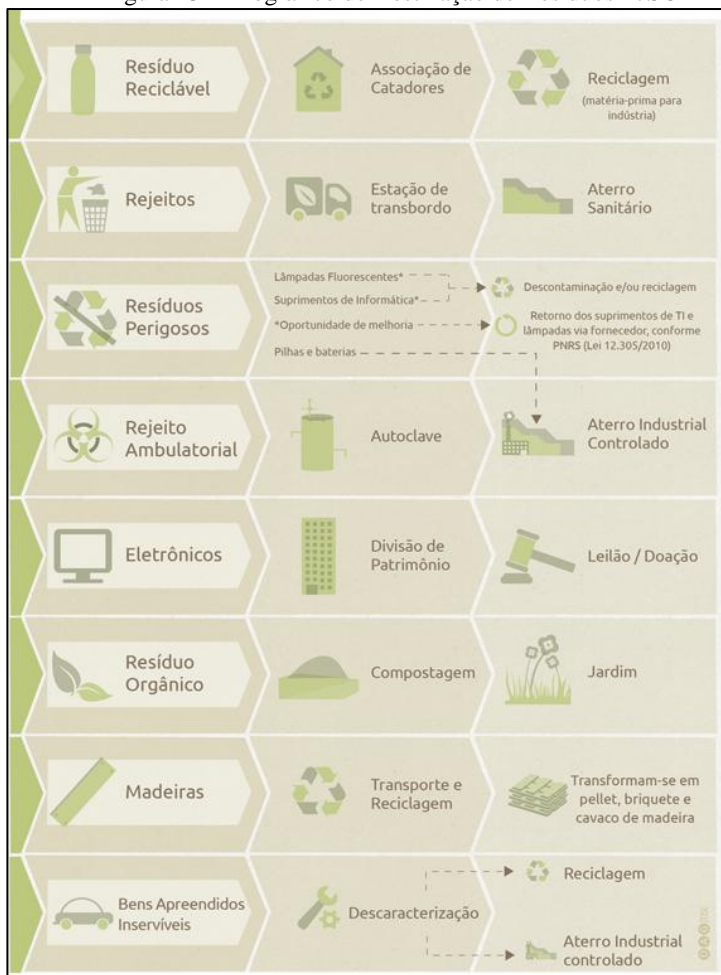 Resíduo
Reciclável
Associação de
Catadores
Reciclagem
(matéria-prima para
indústria)
Rejeitos
Estação de
transbordo
Aterro
Sanitário
Resíduos
Perigosos
Lâmpadas Fluorescentes*
Suprimentos de Informática*
*Oportunidade de melhoria
Pilhas e baterias
Descontaminação e/ou reciclagem
Retorno dos suprimentos de TI e
lâmpadas via fornecedor, conforme
PNRS (Lei 12.305/2010)
Rejeito
Ambulatorial
Autoclave
Aterro Industrial
Controlado
Eletrônicos
Divisão de
Patrimônio
Leilão / Doação
Resíduo
Orgânico
Compostagem
Jardim
Madeiras
Transporte e
Reciclagem
Transformam-se em
pellet, briquete e
cavaco de madeira
Bens Apreendidos
Inservíveis
Descaracterização
Reciclagem
Aterro Industrial
controlado